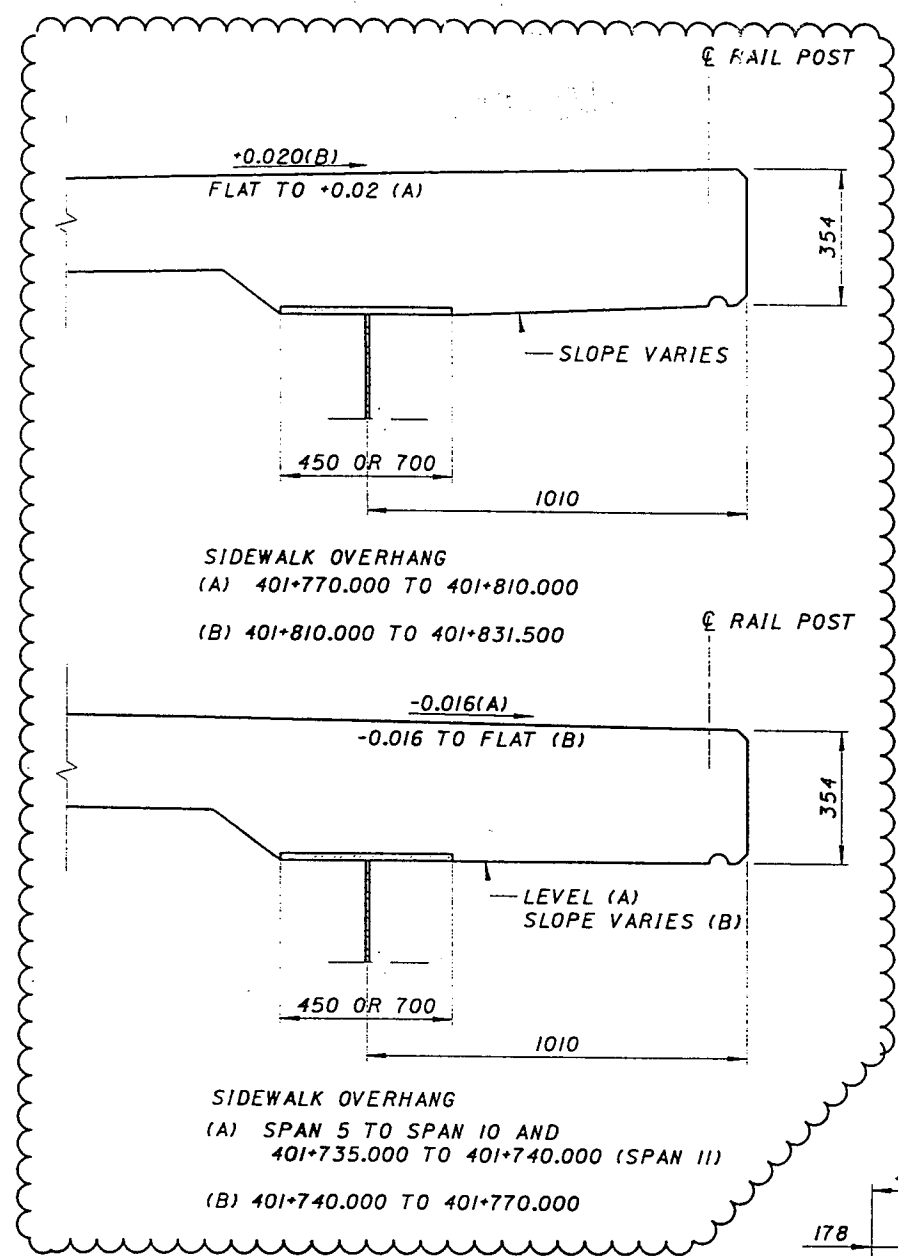 ℄ RAIL POST
+0.020(B)
FLAT TO +0.02 (A)
354
SLOPE VARIES
450 OR 700
1010
SIDEWALK OVERHANG
(A) 401+770.000 TO 401+810.000
(B) 401+810.000 TO 401+831.500
℄ RAIL POST
-0.016(A)
-0.016 TO FLAT (B)
354
LEVEL (A)
SLOPE VARIES (B)
450 OR 700
1010
SIDEWALK OVERHANG
(A) SPAN 5 TO SPAN 10 AND
401+735.000 TO 401+740.000 (SPAN 11)
(B) 401+740.000 TO 401+770.000
178